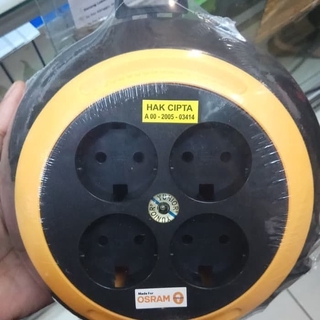 HAK CIPTA
A 00 - 2005 - 03414
Made For
OSRAM